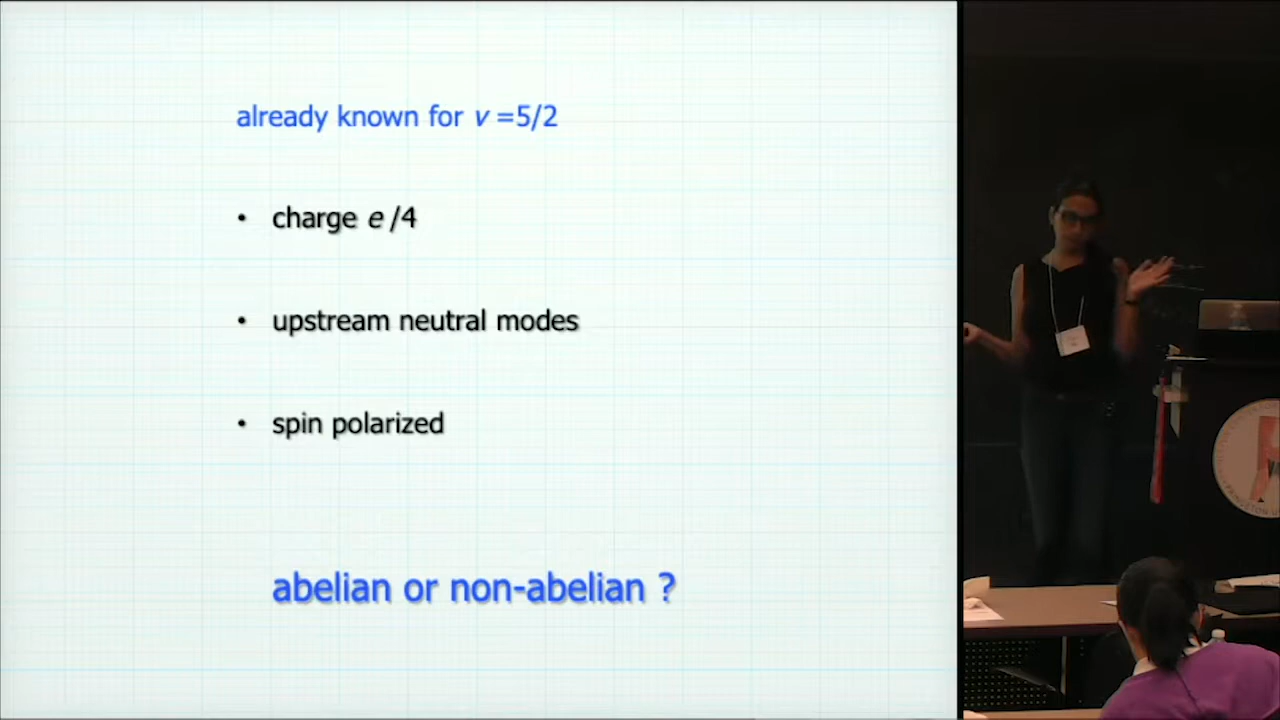 already known for ν =5/2
• charge e /4
• upstream neutral modes
• spin polarized
abelian or non-abelian ?